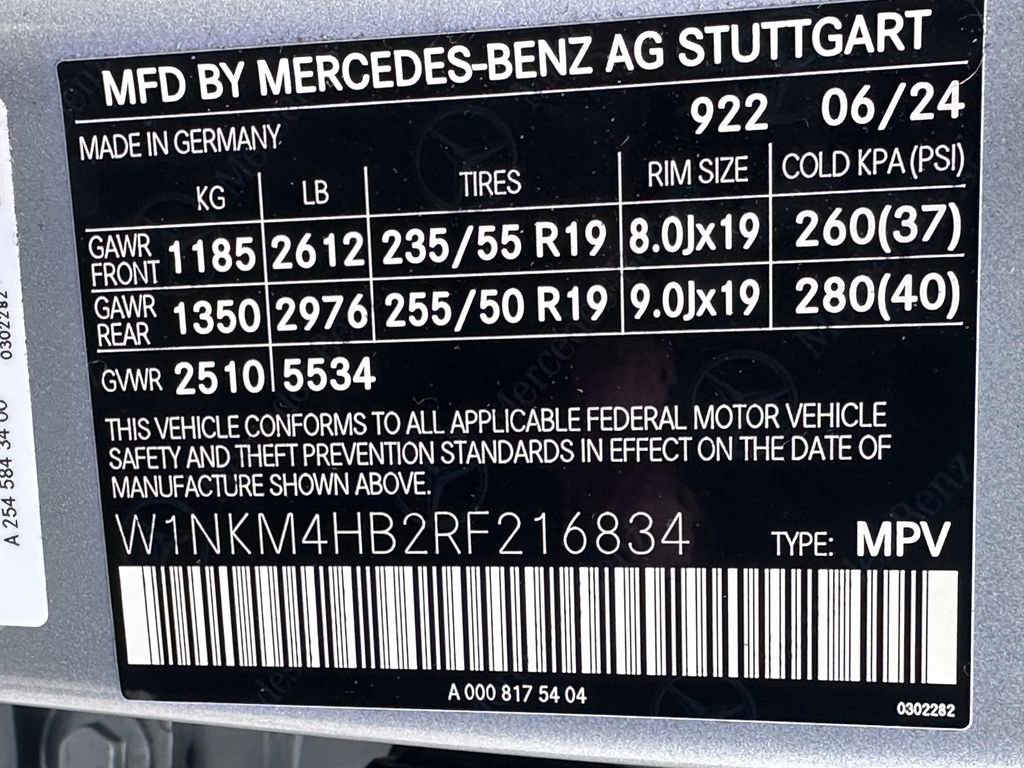 MFD BY MERCEDES-BENZ AG STUTTGART
922 06/24
MADE IN GERMANY
KG LB TIRES RIM SIZE COLD KPA (PSI)
GAWR FRONT 1185 2612 235/55 R19 8.0Jx19 260(37)
GAWR REAR 1350 2976 255/50 R19 9.0Jx19 280(40)
GVWR 2510 5534
THIS VEHICLE CONFORMS TO ALL APPLICABLE FEDERAL MOTOR VEHICLE
SAFETY AND THEFT PREVENTION STANDARDS IN EFFECT ON THE DATE OF
MANUFACTURE SHOWN ABOVE.
W1NKM4HB2RF216834 TYPE: MPV
A 000 817 54 04
0302282
A 254 584 34 00 0302282